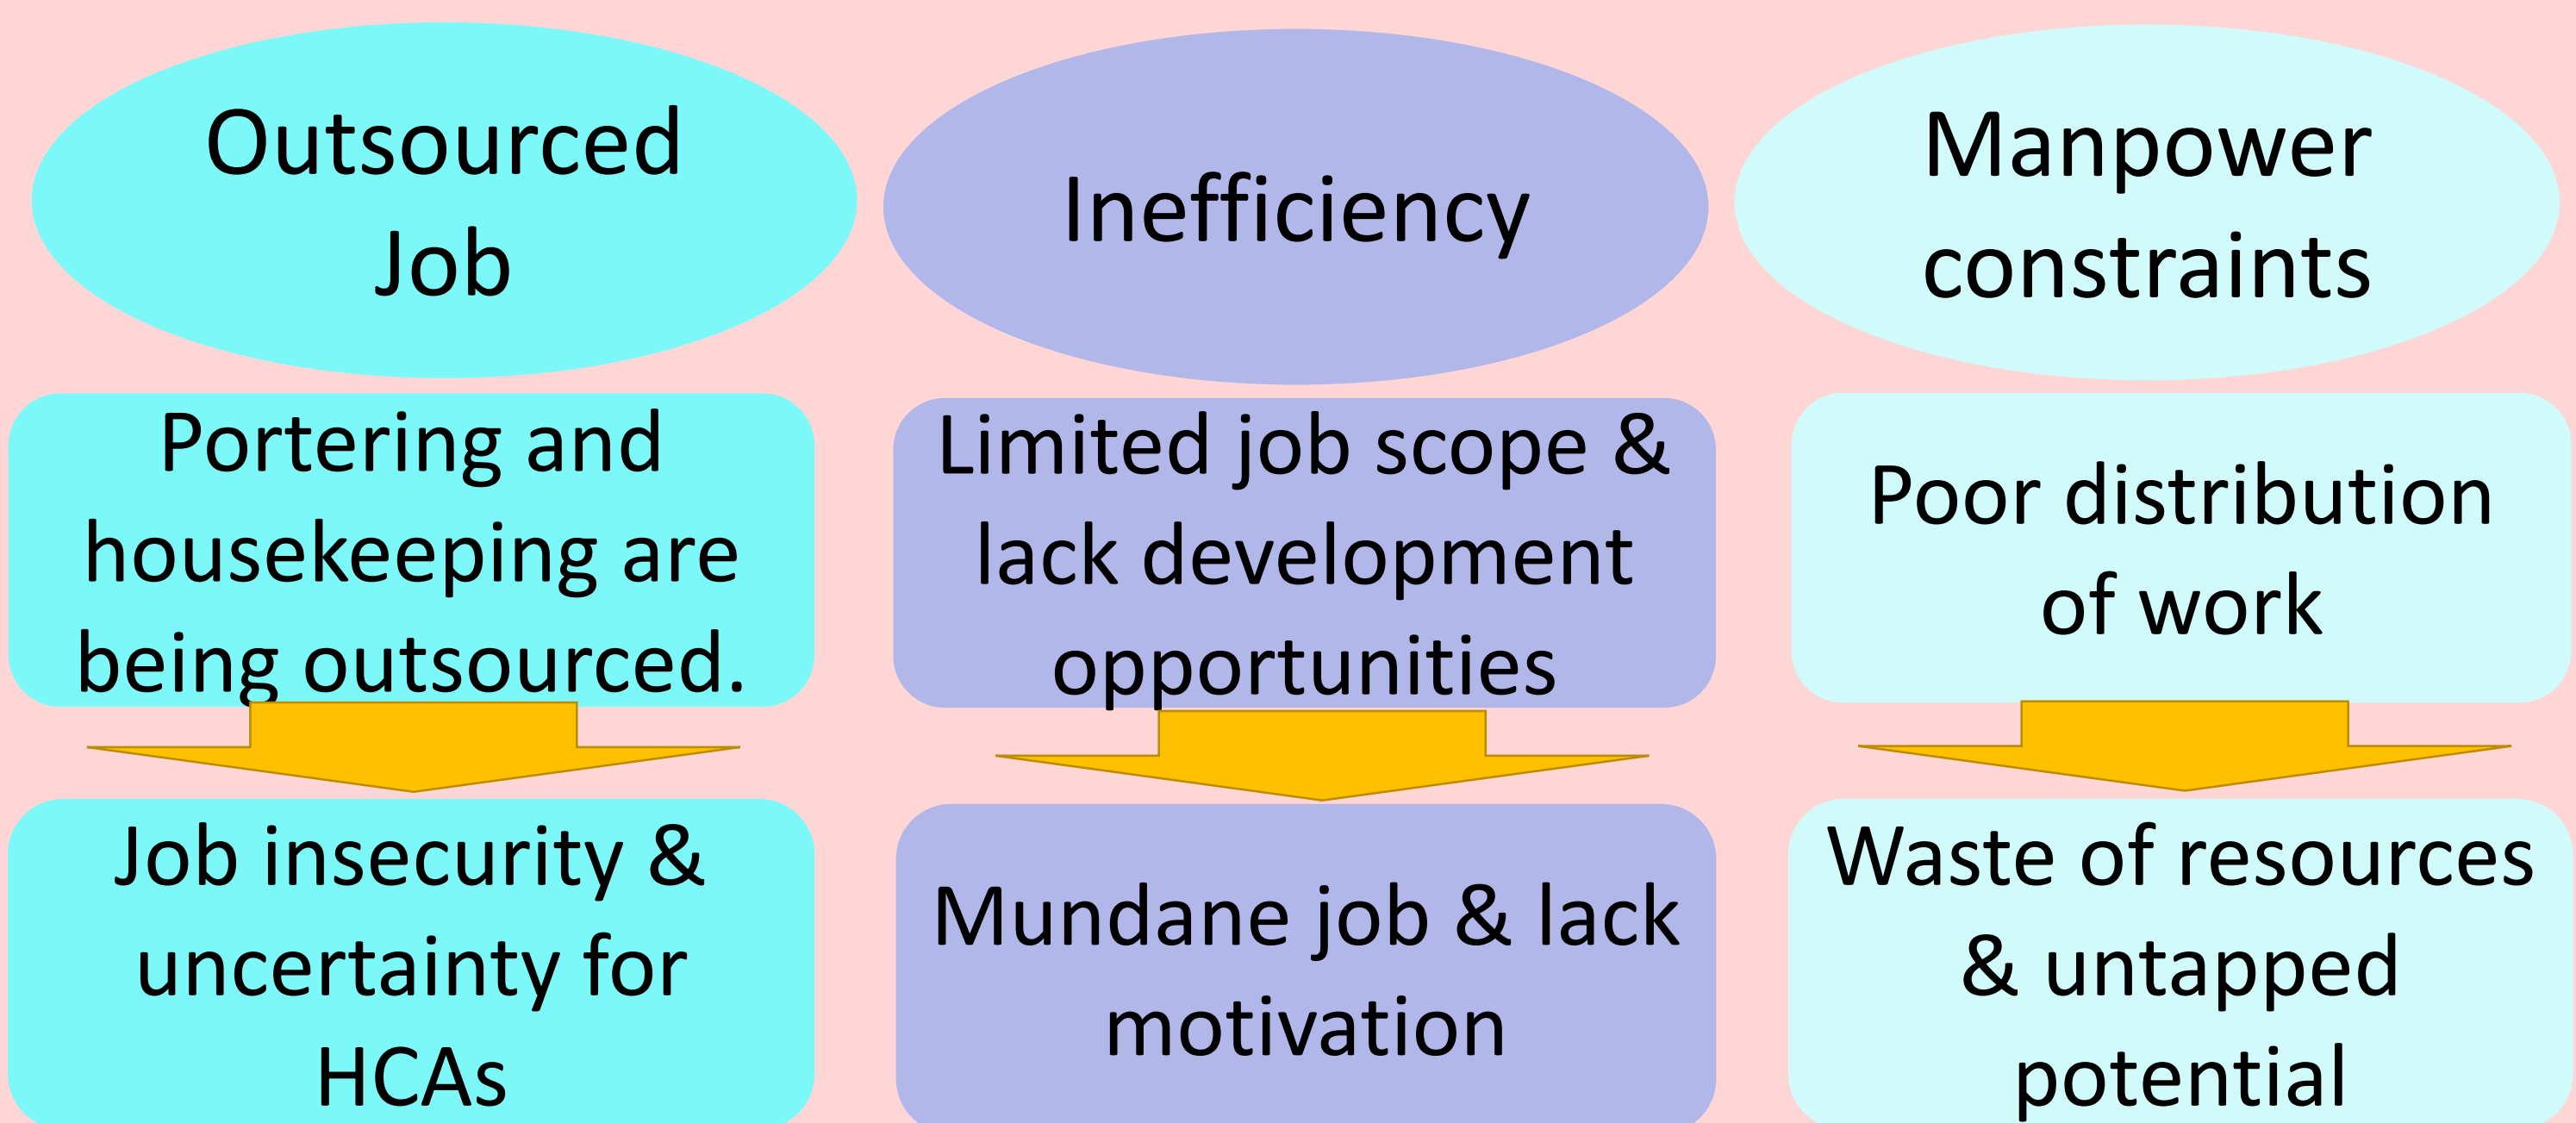 Outsourced
Job
Portering and
housekeeping are
being outsourced.
Job insecurity &
uncertainty for
HCAs
Inefficiency
Limited job scope &
lack development
opportunities
Mundane job & lack
motivation
Manpower
constraints
Poor distribution
of work
Waste of resources
& untapped
potential